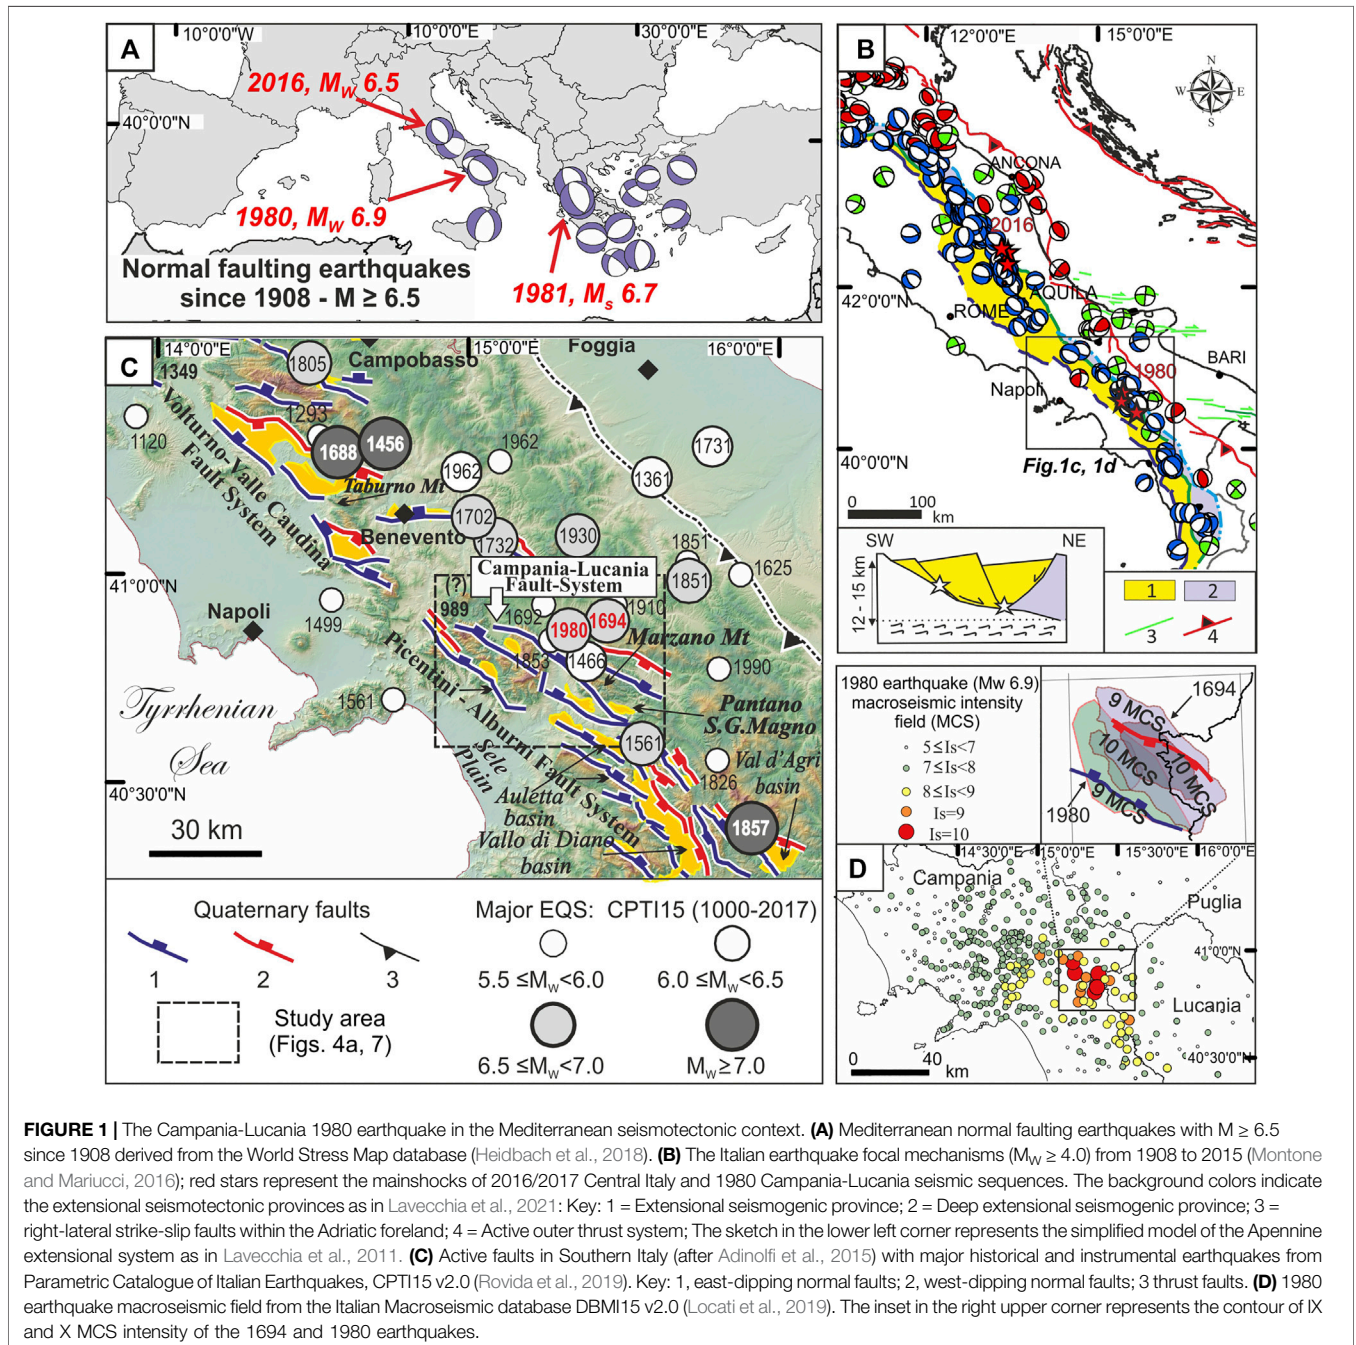 A
10°0'0"W
10°0'0"E
30°0'0"E
40°0'0"N
2016, Mw 6.5
1980, Mw 6.9
1981, Ms 6.7
Normal faulting earthquakes
since 1908 - M ≥ 6.5
B
12°0'0"E
15°0'0"E
N
W
E
S
ANCONA
2016
42°0'0"N
AQUILA
ROME
BARI
Napoli
1980
40°0'0"N
Fig.1c, 1d
0
100
km
SW
NE
12 - 15 km
1
2
3
4
C
14°0'0"E
15°0'0"E
16°0'0"E
1349
1805
Campobasso
Foggia
1120
1293
1688
1456
1962
1962
1731
1361
Volturno-Valle Caudina
Fault System
Taburno Mt
Benevento
1702
1732
1930
1851
1851
1625
Campania-Lucania
Fault-System
41°0'0"N
(?)
989
Napoli
1499
1692
1910
1980
1694
Marzano Mt
1853
1466
1990
Picentini - Alburni Fault System
1561
Tyrrhenian
Sea
Pantano
S.G.Magno
1561
Sele
Plain
Val d'Agri
basin
1826
40°30'0"N
Auletta
basin
1857
30 km
Vallo di Diano
basin
Quaternary faults
1
2
3
Study area
(Figs. 4a, 7)
Major EQS: CPTI15 (1000-2017)
5.5 ≤Mw<6.0
6.0 ≤Mw<6.5
6.5 ≤Mw<7.0
Mw≥7.0
1980 earthquake (Mw 6.9)
macroseismic intensity
field (MCS)
5≤Is<7
7≤Is<8
8≤Is<9
Is=9
Is=10
1694
9 MCS
10 MCS
10 MCS
9 MCS
1980
D
14°30'0"E
15°0'0"E
15°30'0"E
16°0'0"E
Campania
Puglia
41°0'0"N
Lucania
40°30'0"N
0
40
km
FIGURE 1 | The Campania-Lucania 1980 earthquake in the Mediterranean seismotectonic context. (A) Mediterranean normal faulting earthquakes with M ≥ 6.5
since 1908 derived from the World Stress Map database (Heidbach et al., 2018). (B) The Italian earthquake focal mechanisms (Mw ≥ 4.0) from 1908 to 2015 (Montone
and Mariucci, 2016); red stars represent the mainshocks of 2016/2017 Central Italy and 1980 Campania-Lucania seismic sequences. The background colors indicate
the extensional seismotectonic provinces as in Lavecchia et al., 2021: Key: 1 = Extensional seismogenic province; 2 = Deep extensional seismogenic province; 3 =
right-lateral strike-slip faults within the Adriatic foreland; 4 = Active outer thrust system; The sketch in the lower left corner represents the simplified model of the Apennine
extensional system as in Lavecchia et al., 2011. (C) Active faults in Southern Italy (after Adinolfi et al., 2015) with major historical and instrumental earthquakes from
Parametric Catalogue of Italian Earthquakes, CPTI15 v2.0 (Rovida et al., 2019). Key: 1, east-dipping normal faults; 2, west-dipping normal faults; 3 thrust faults. (D) 1980
earthquake macroseismic field from the Italian Macroseismic database DBMI15 v2.0 (Locati et al., 2019). The inset in the right upper corner represents the contour of IX
and X MCS intensity of the 1694 and 1980 earthquakes.